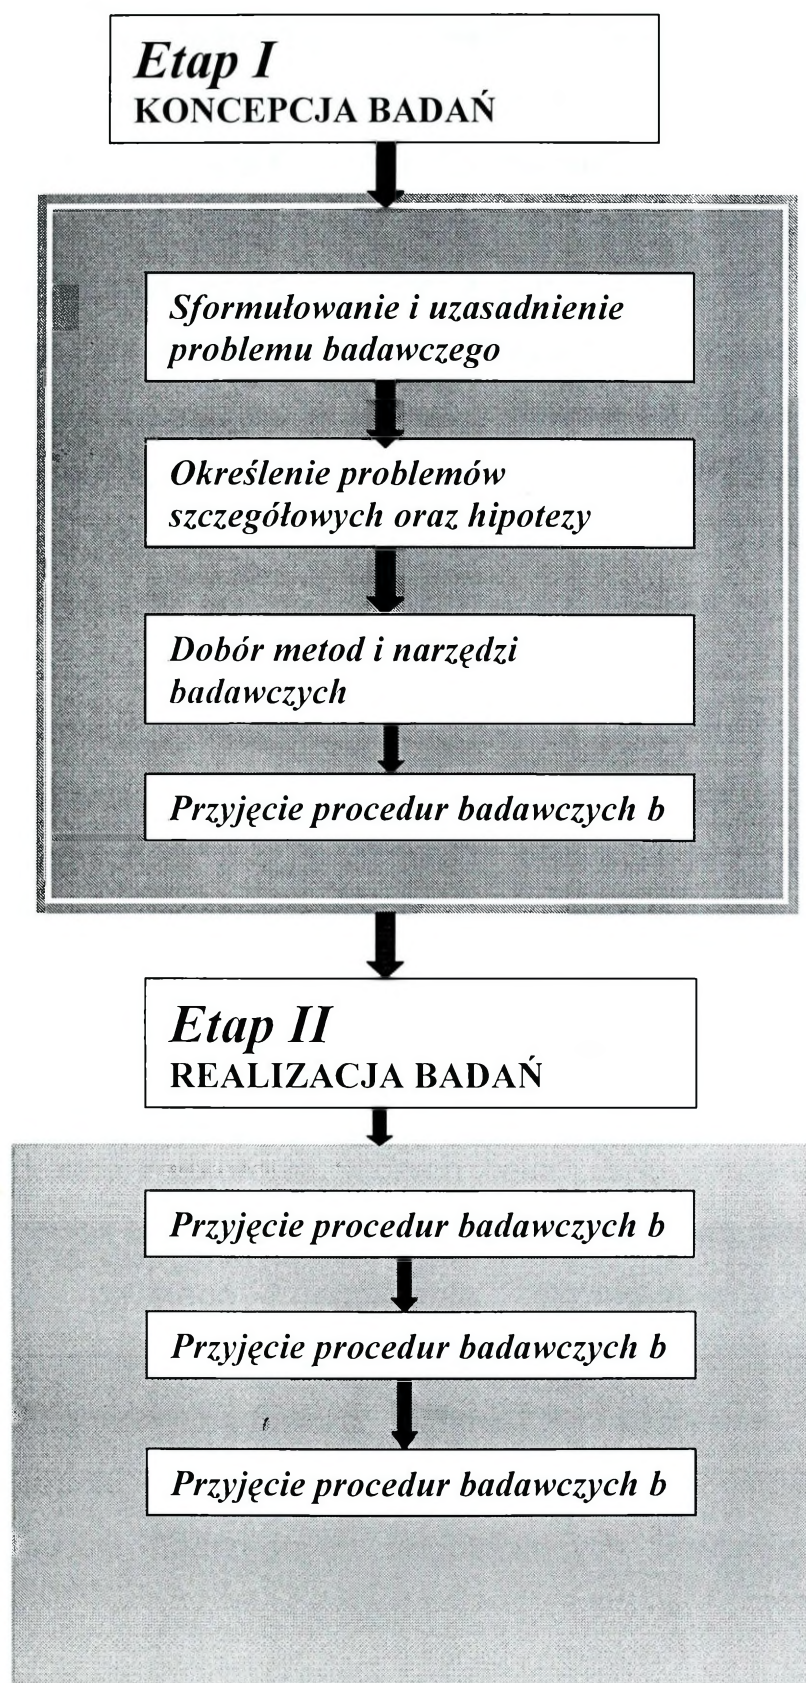 Etap I
KONCEPCJA BADAŃ
Sformułowanie i uzasadnienie
problemu badawczego
Określenie problemów
szczegółowych oraz hipotezy
Dobór metod i narzędzi
badawczych
Przyjęcie procedur badawczych b
Etap II
REALIZACJA BADAŃ
Przyjęcie procedur badawczych b
Przyjęcie procedur badawczych b
Przyjęcie procedur badawczych b